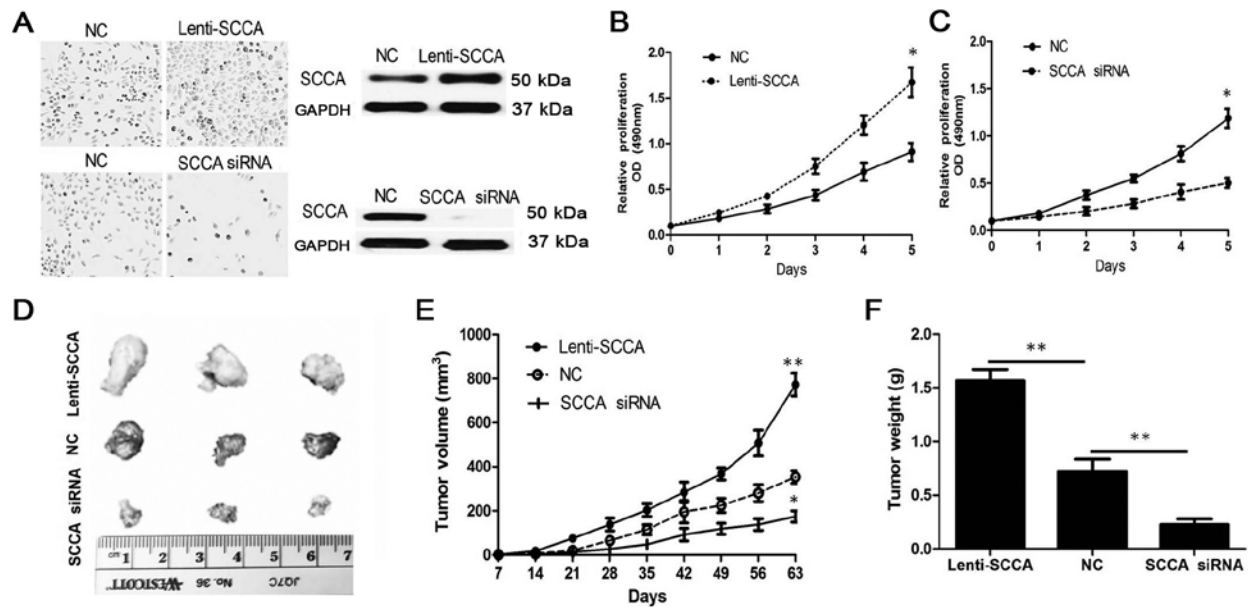 A
NC Lenti-SCCA
NC Lenti-SCCA
SCCA 50 kDa
GAPDH 37 kDa
NC SCCA siRNA
NC SCCA siRNA
SCCA 50 kDa
GAPDH 37 kDa
B
Relative proliferation
OD (490nm)
2.0
1.5
1.0
0.5
0.0
NC
Lenti-SCCA
*
0 1 2 3 4 5
Days
C
Relative proliferation
OD (490nm)
2.0
1.5
1.0
0.5
0.0
NC
SCCA siRNA
*
0 1 2 3 4 5
Days
D
Lenti-SCCA
NC
SCCA siRNA
cm 1 2 3 4 5 6 7
WESTCOTT No. 36 JQ7C
E
Tumor volume (mm³)
1000
800
600
400
200
0
Lenti-SCCA
NC
SCCA siRNA
**
*
7 14 21 28 35 42 49 56 63
Days
F
Tumor weight (g)
2.0
1.5
1.0
0.5
0.0
**
**
Lenti-SCCA NC SCCA siRNA